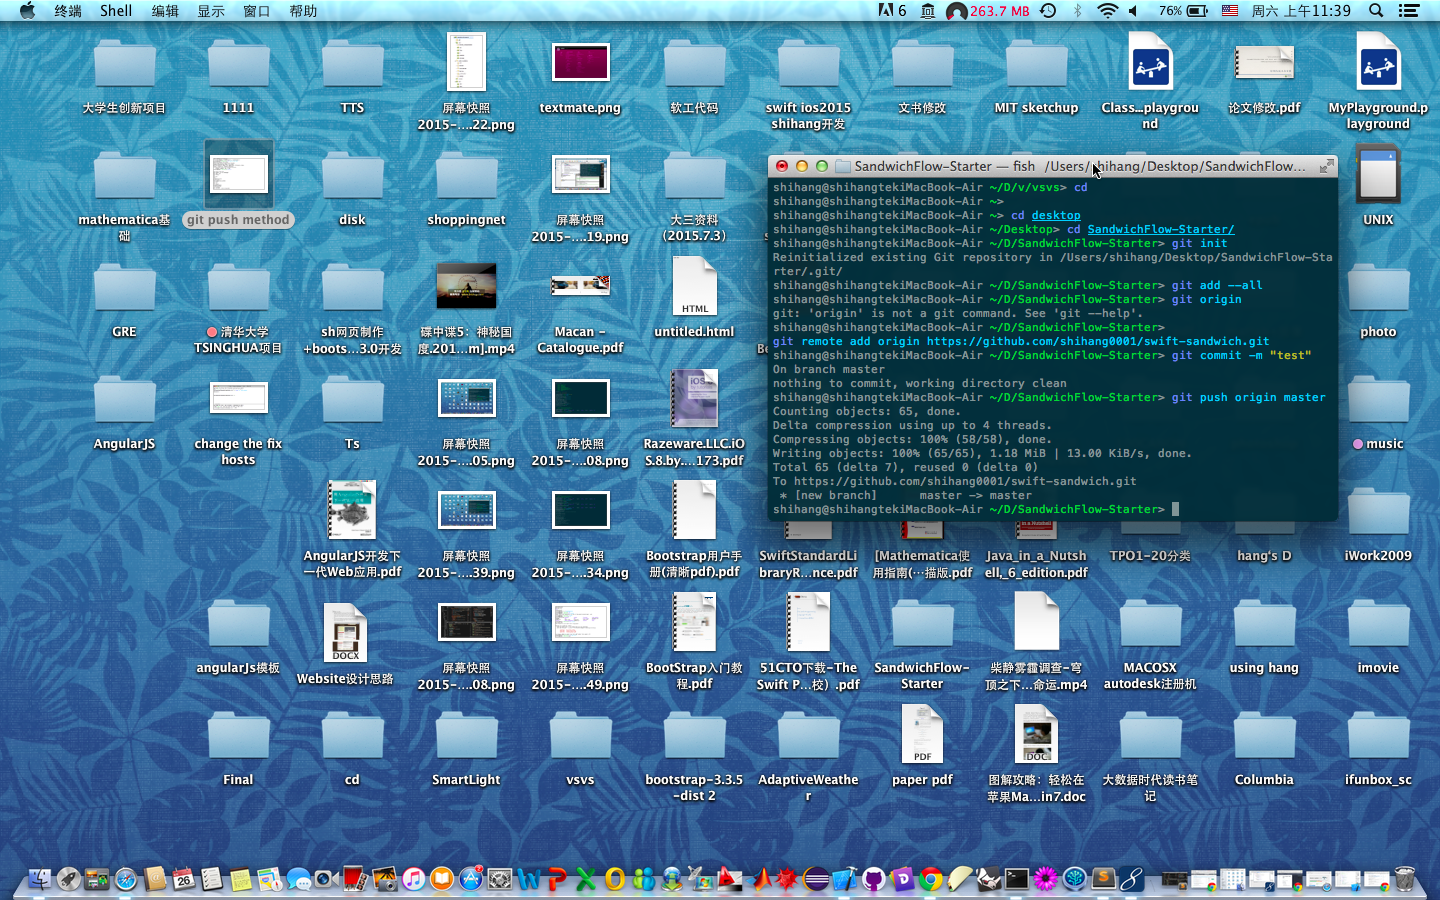 终端 Shell 编辑 显示 窗口 帮助
6 263.7 MB 76% 周六 上午11:39
大学生创新项目
1111
TTS
屏幕快照
2015-....22.png
textmate.png
软工代码
swift ios2015
shihang开发
文书修改
MIT sketchup
Class...playgrou
nd
论文修改.pdf
MyPlayground.p
layground
mathematica基
础
git push method
disk
shoppingnet
屏幕快照
2015-....19.png
大三资料
(2015.7.3)
UNIX
SandwichFlow-Starter — fish /Users/shihang/Desktop/SandwichFlow...
shihang@shihangtekiMacBook-Air ~/D/v/vsvs> cd
shihang@shihangtekiMacBook-Air ~>
shihang@shihangtekiMacBook-Air ~> cd desktop
shihang@shihangtekiMacBook-Air ~/Desktop> cd SandwichFlow-Starter/
shihang@shihangtekiMacBook-Air ~/D/SandwichFlow-Starter> git init
Reinitialized existing Git repository in /Users/shihang/Desktop/SandwichFlow-Sta
rter/.git/
shihang@shihangtekiMacBook-Air ~/D/SandwichFlow-Starter> git add --all
shihang@shihangtekiMacBook-Air ~/D/SandwichFlow-Starter> git origin
git: 'origin' is not a git command. See 'git --help'.
shihang@shihangtekiMacBook-Air ~/D/SandwichFlow-Starter>
git remote add origin https://github.com/shihang0001/swift-sandwich.git
shihang@shihangtekiMacBook-Air ~/D/SandwichFlow-Starter> git commit -m "test"
On branch master
nothing to commit, working directory clean
shihang@shihangtekiMacBook-Air ~/D/SandwichFlow-Starter> git push origin master
Counting objects: 65, done.
Delta compression using up to 4 threads.
Compressing objects: 100% (58/58), done.
Writing objects: 100% (65/65), 1.18 MiB | 13.00 KiB/s, done.
Total 65 (delta 7), reused 0 (delta 0)
To https://github.com/shihang0001/swift-sandwich.git
* [new branch] master -> master
shihang@shihangtekiMacBook-Air ~/D/SandwichFlow-Starter>
GRE
清华大学
TSINGHUA项目
sh网页制作
+boots...3.0开发
碟中谍5：神秘国
度.201...m].mp4
Macan -
Catalogue.pdf
HTML
untitled.html
photo
AngularJS
change the fix
hosts
Ts
屏幕快照
2015-....05.png
屏幕快照
2015-....08.png
iOS
Razeware.LLC.iO
S.8.by....173.pdf
music
AngularJS开发下
一代Web应用.pdf
屏幕快照
2015-....39.png
屏幕快照
2015-....34.png
Bootstrap用户手
册(清晰pdf).pdf
SwiftStandardLi
braryR...nce.pdf
[Mathematica使
用指南(...描版.pdf
in a Nutshell
Java_in_a_Nutsh
ell,_6_edition.pdf
TPO1-20分类
hang's D
iWork2009
angularJs模板
DOCX
Website设计思路
屏幕快照
2015-....08.png
屏幕快照
2015-....49.png
BootStrap入门教
程.pdf
51CTO下载-The
Swift P...校）.pdf
SandwichFlow-
Starter
柴静雾霾调查-穹
顶之下...命运.mp4
MACOSX
autodesk注册机
using hang
imovie
Final
cd
SmartLight
vsvs
bootstrap-3.3.5
-dist 2
AdaptiveWeathe
r
PDF
paper pdf
DOC
图解攻略：轻松在
苹果Ma...in7.doc
大数据时代读书笔
记
Columbia
ifunbox_sc
26